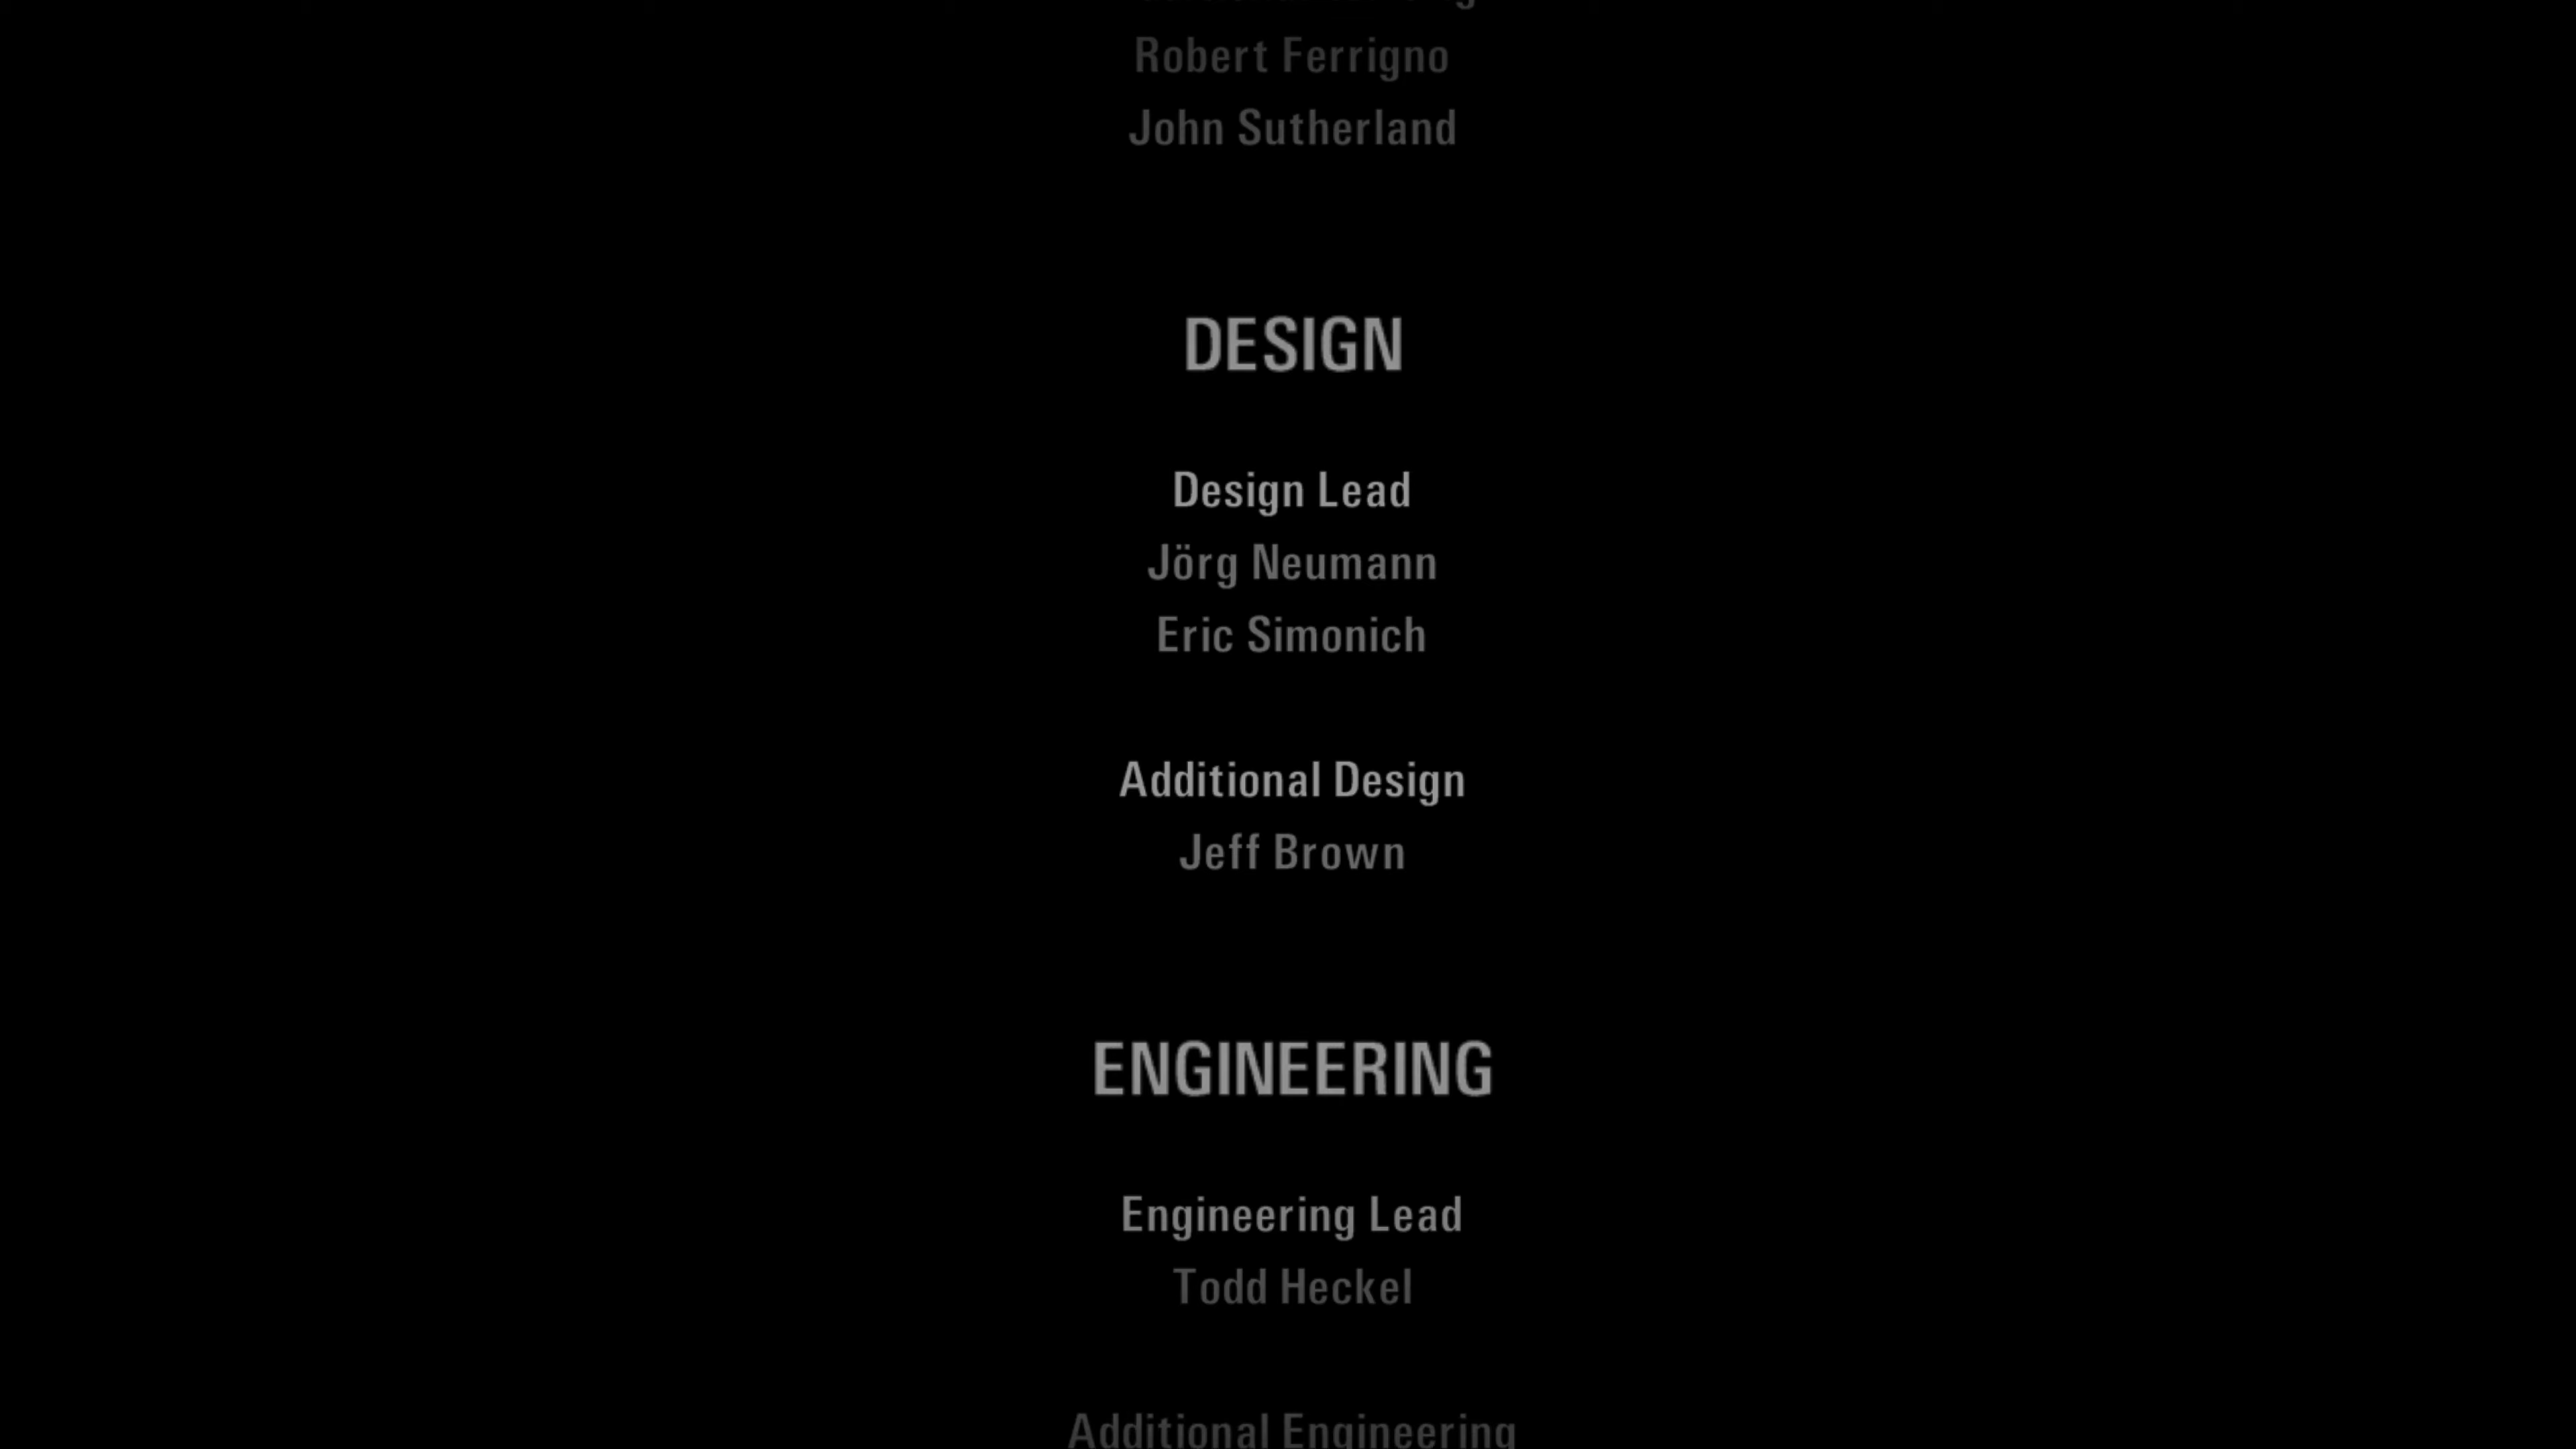 Robert Ferrigno
John Sutherland
DESIGN
Design Lead
Jörg Neumann
Eric Simonich
Additional Design
Jeff Brown
ENGINEERING
Engineering Lead
Todd Heckel
Additional Engineering